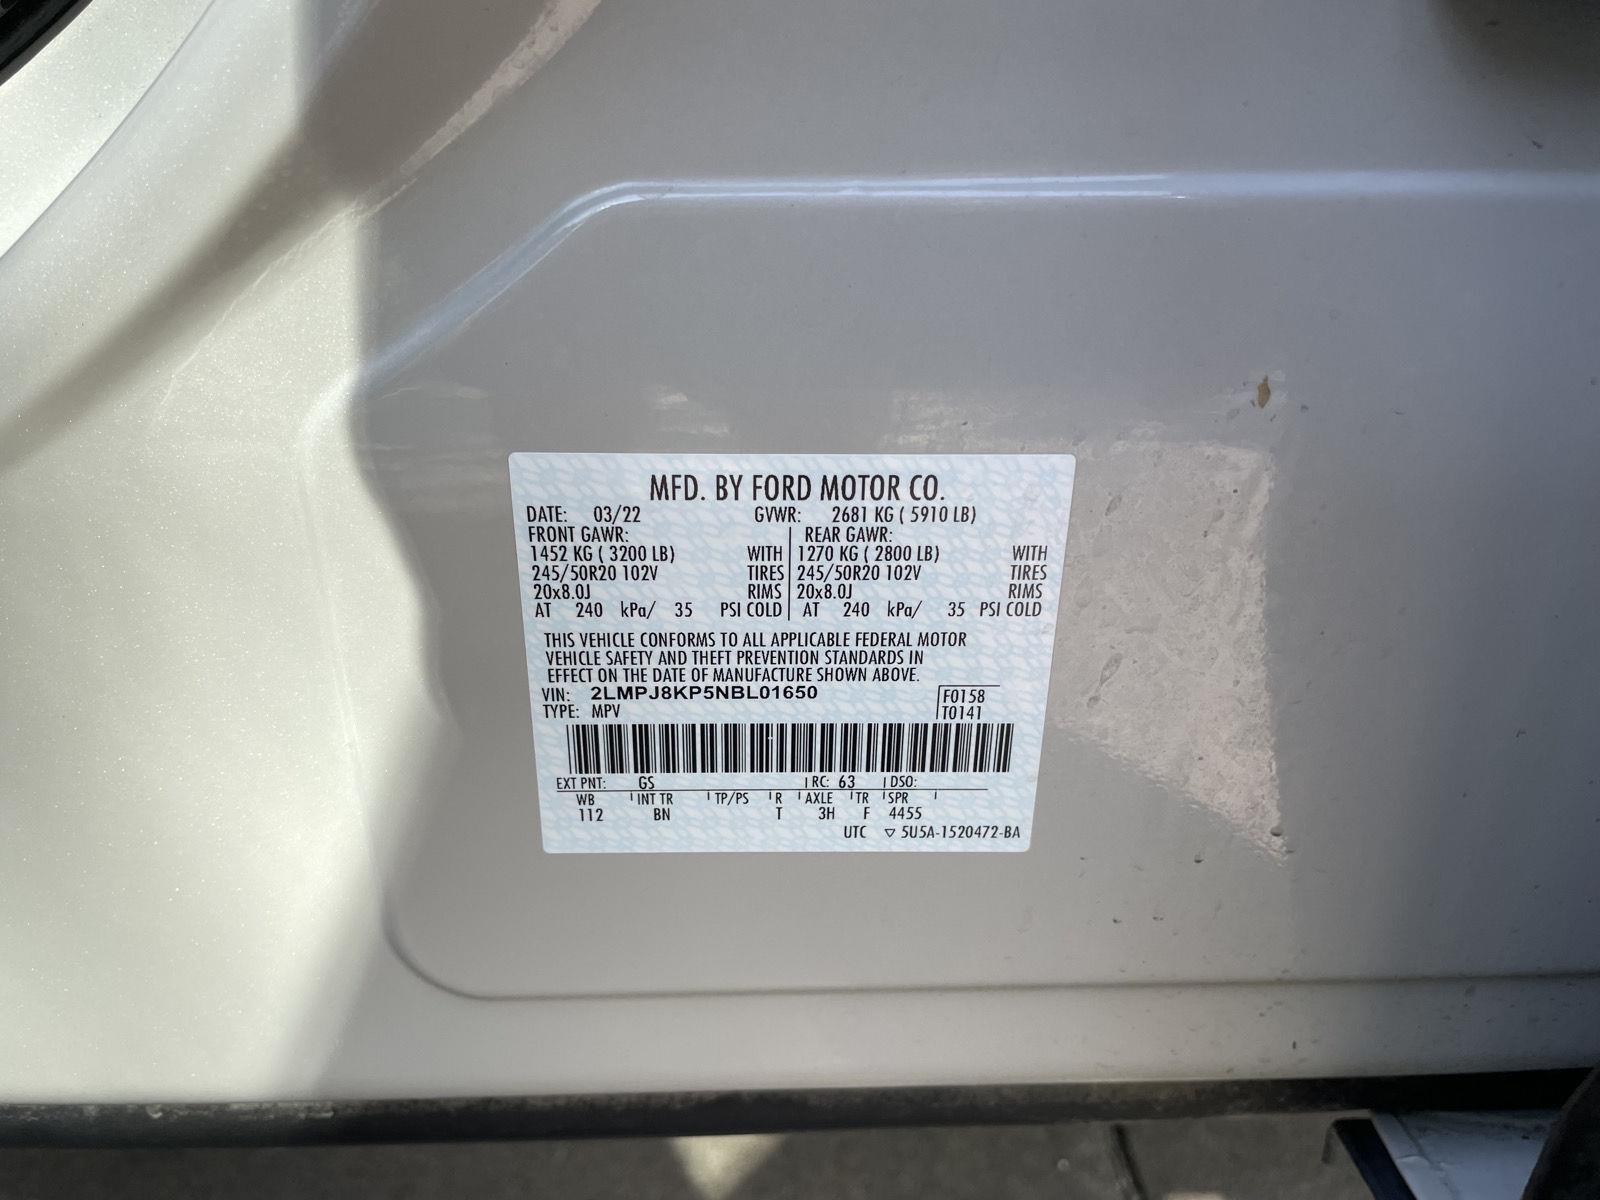 MFD. BY FORD MOTOR CO.
DATE: 03/22 GVWR: 2681 KG ( 5910 LB)
FRONT GAWR: REAR GAWR:
1452 KG ( 3200 LB) WITH 1270 KG ( 2800 LB) WITH
245/50R20 102V TIRES 245/50R20 102V TIRES
20x8.0J RIMS 20x8.0J RIMS
AT 240 kPa/ 35 PSI COLD AT 240 kPa/ 35 PSI COLD
THIS VEHICLE CONFORMS TO ALL APPLICABLE FEDERAL MOTOR
VEHICLE SAFETY AND THEFT PREVENTION STANDARDS IN
EFFECT ON THE DATE OF MANUFACTURE SHOWN ABOVE.
VIN: 2LMPJ8KP5NBL01650 F0158
TYPE: MPV T0141
EXT PNT: GS RC: 63 DSO:
WB INT TR TP/PS R AXLE TR SPR
112 BN T 3H F 4455
UTC ▽ 5U5A-1520472-BA